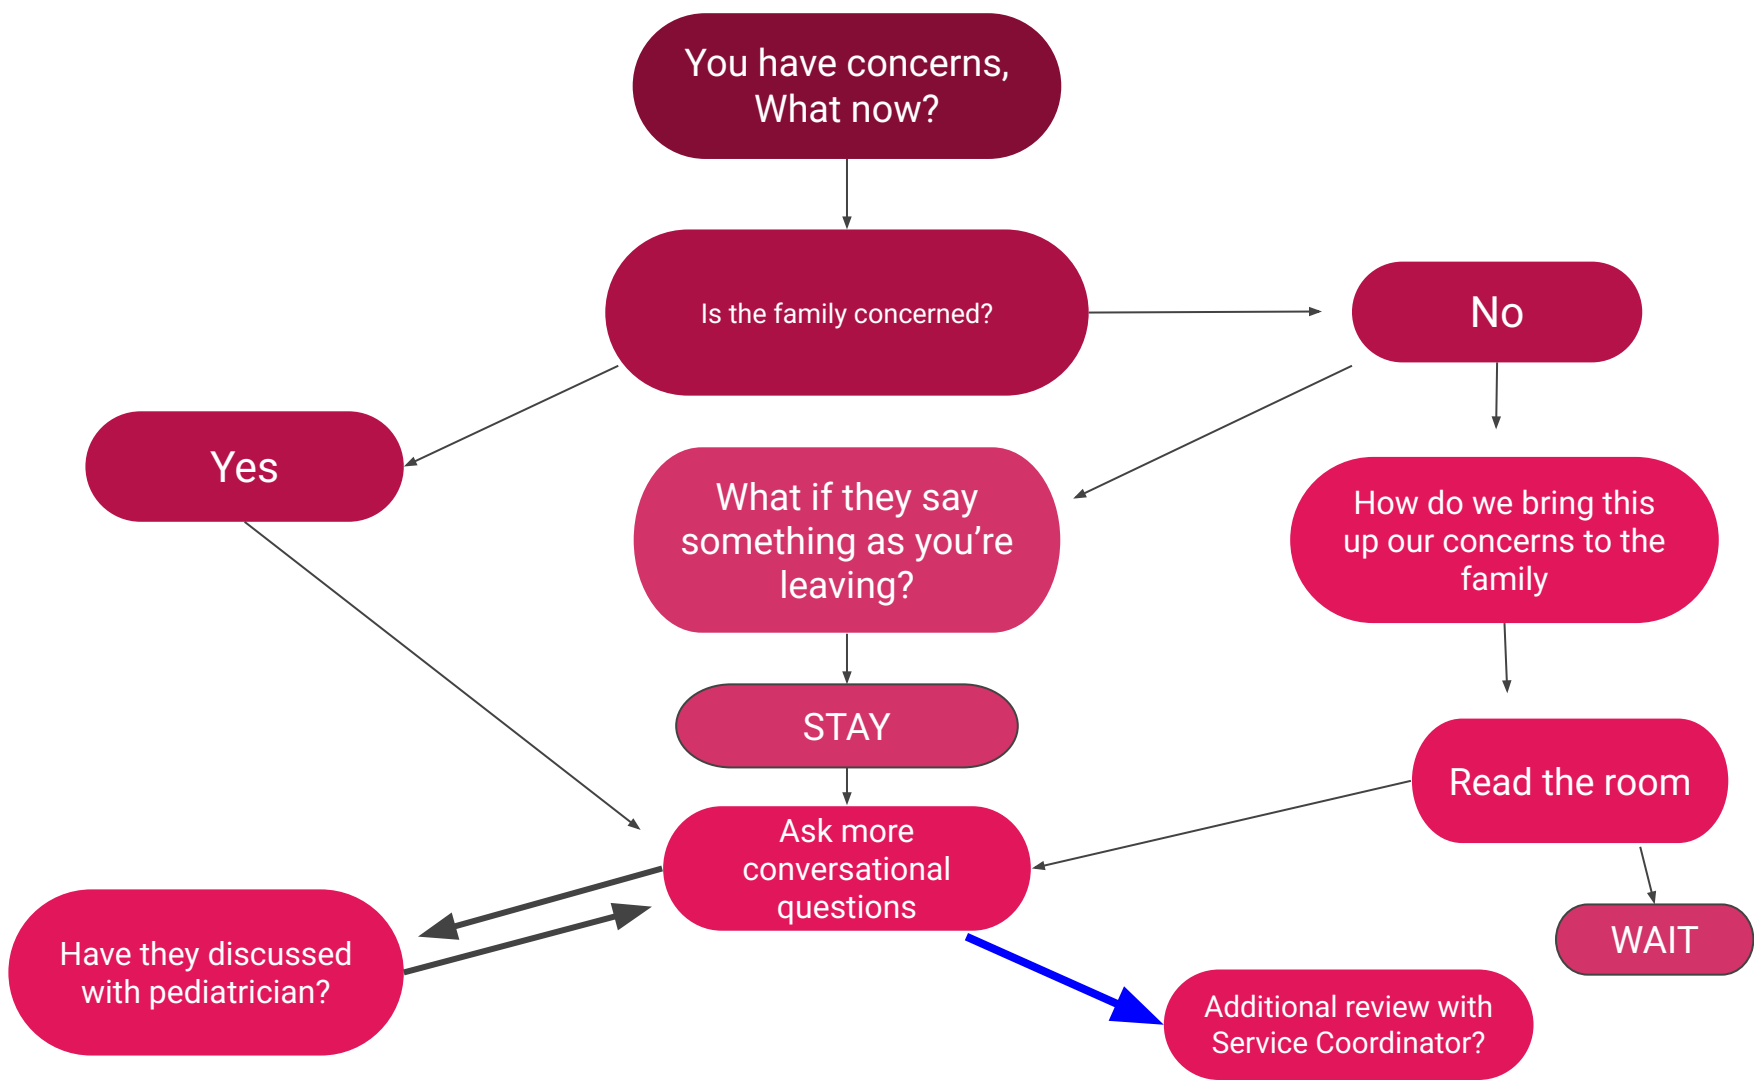 You have concerns,
What now?
Is the family concerned?
No
Yes
What if they say
something as you’re
leaving?
How do we bring this
up our concerns to the
family
STAY
Read the room
Ask more
conversational
questions
Have they discussed
with pediatrician?
WAIT
Additional review with
Service Coordinator?